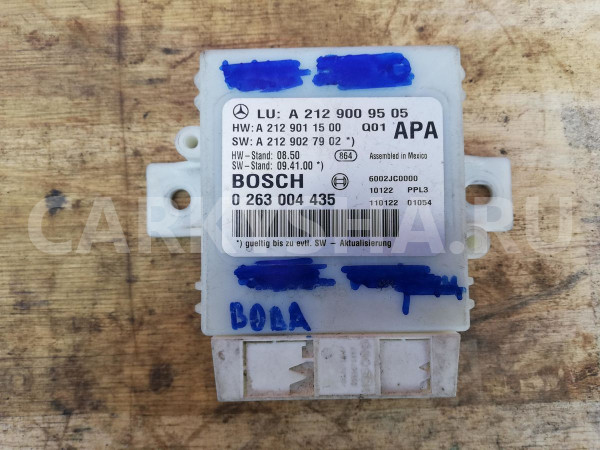 LU: A 212 900 95 05
HW: A 212 901 15 00 Q01 APA
SW: A 212 902 79 02 *)
HW-Stand: 08.50 864 Assembled in Mexico
SW-Stand: 09.41.00 *)
BOSCH 6002JC0000
0 263 004 435 10122 PPL3
110122 01054
*) gueltig bis zu evtl. SW - Aktualisierung
CARKUSHA.RU
BOBA